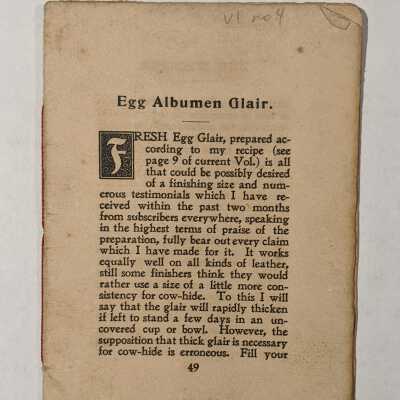 v1 no 4
Egg Albumen Glair.
FRESH Egg Glair, prepared ac-
cording to my recipe (see
page 9 of current Vol.) is all
that could be possibly desired
of a finishing size and num-
erous testimonials which I have re-
ceived within the past two months
from subscribers everywhere, speaking
in the highest terms of praise of the
preparation, fully bear out every claim
which I have made for it. It works
equally well on all kinds of leather,
still some finishers think they would
rather use a size of a little more con-
sistency for cow-hide. To this I will
say that the glair will rapidly thicken
if left to stand a few days in an un-
covered cup or bowl. However, the
supposition that thick glair is necessary
for cow-hide is erroneous. Fill your
49